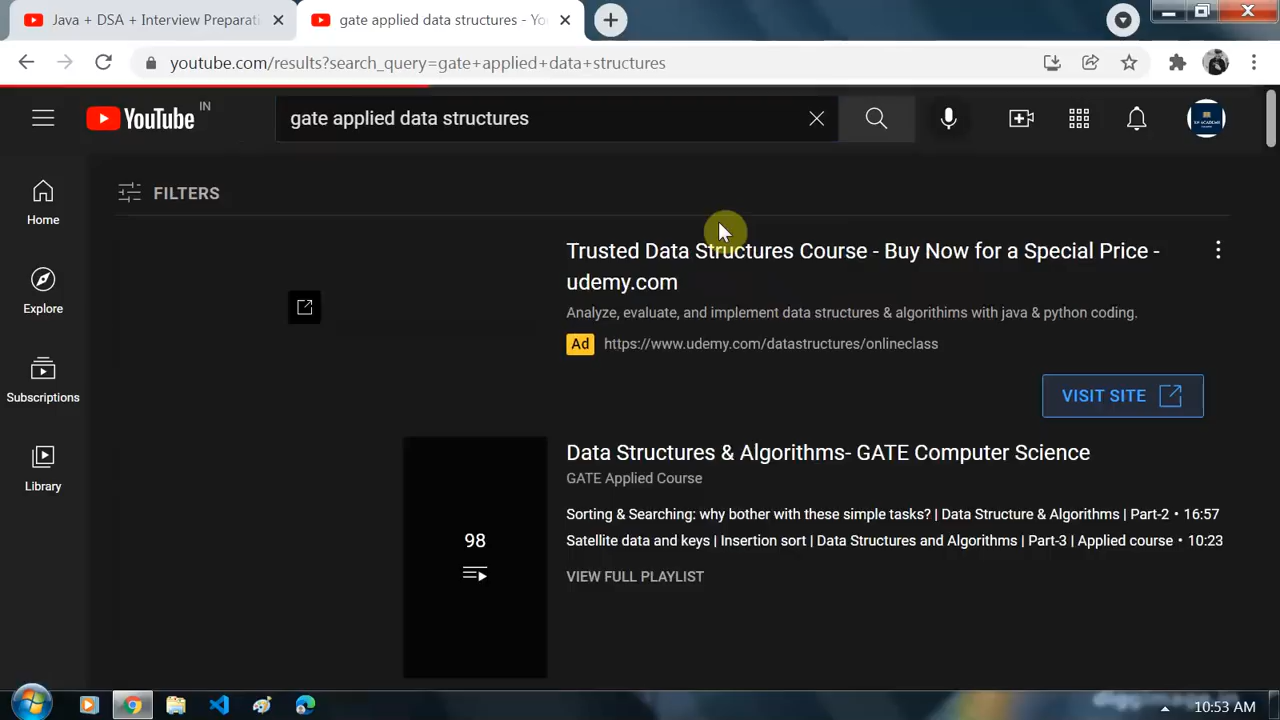 Java + DSA + Interview Preparati
gate applied data structures - Yo
youtube.com/results?search_query=gate+applied+data+structures
YouTube IN
gate applied data structures
FILTERS
Home
Explore
Subscriptions
Library
Trusted Data Structures Course - Buy Now for a Special Price -
udemy.com
Analyze, evaluate, and implement data structures & algorithims with java & python coding.
Ad https://www.udemy.com/datastructures/onlineclass
VISIT SITE
98
Data Structures & Algorithms- GATE Computer Science
GATE Applied Course
Sorting & Searching: why bother with these simple tasks? | Data Structure & Algorithms | Part-2 • 16:57
Satellite data and keys | Insertion sort | Data Structures and Algorithms | Part-3 | Applied course • 10:23
VIEW FULL PLAYLIST
10:53 AM